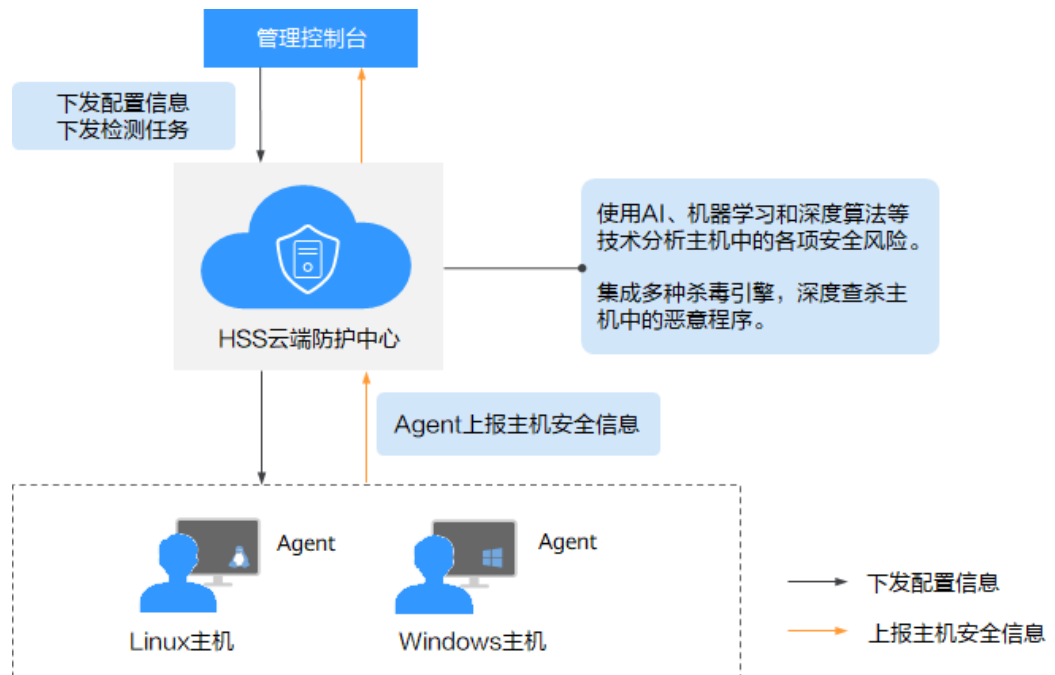 管理控制台
下发配置信息
下发检测任务
使用AI、机器学习和深度算法等
技术分析主机中的各项安全风险。
集成多种杀毒引擎，深度查杀主
机中的恶意程序。
HSS云端防护中心
Agent上报主机安全信息
Agent
Agent
Linux主机
Windows主机
下发配置信息
上报主机安全信息